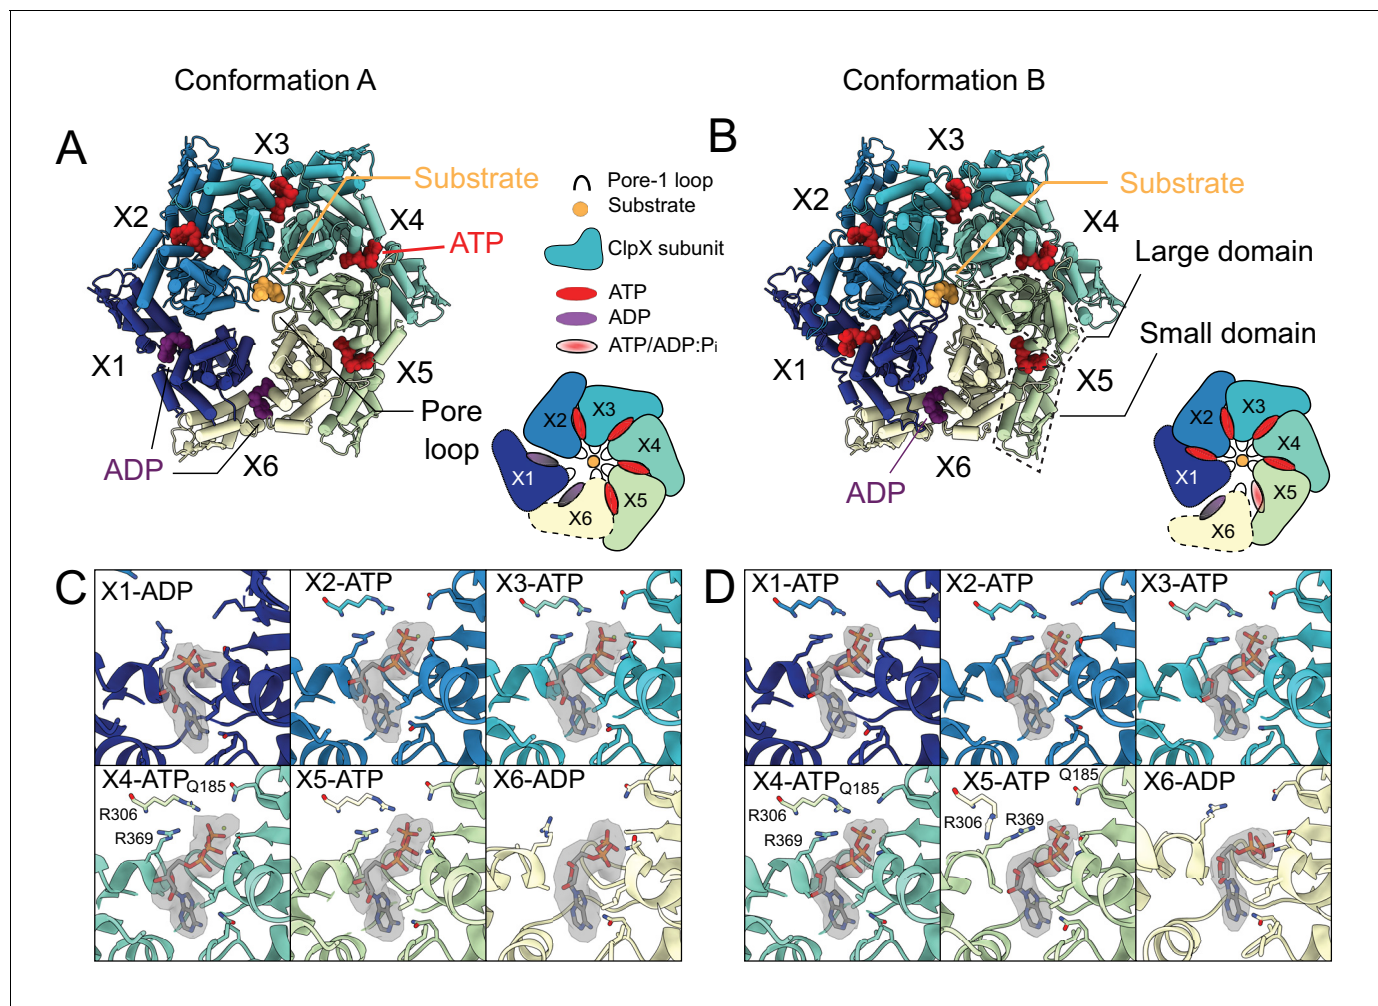 Conformation A
Conformation B
A
X3
Substrate
X2
X4
ATP
X1
X5
Pore
loop
X6
ADP
Pore-1 loop
Substrate
ClpX subunit
ATP
ADP
ATP/ADP:Pi
X2
X3
X4
X1
X5
X6
B
X3
Substrate
X2
X4
Large domain
Small domain
X1
X5
X6
ADP
X2
X3
X4
X1
X5
X6
C
X1-ADP
X2-ATP
X3-ATP
X4-ATP
Q185
R306
R369
X5-ATP
X6-ADP
D
X1-ATP
X2-ATP
X3-ATP
X4-ATP
Q185
R306
R369
X5-ATP
Q185
R306
R369
X6-ADP